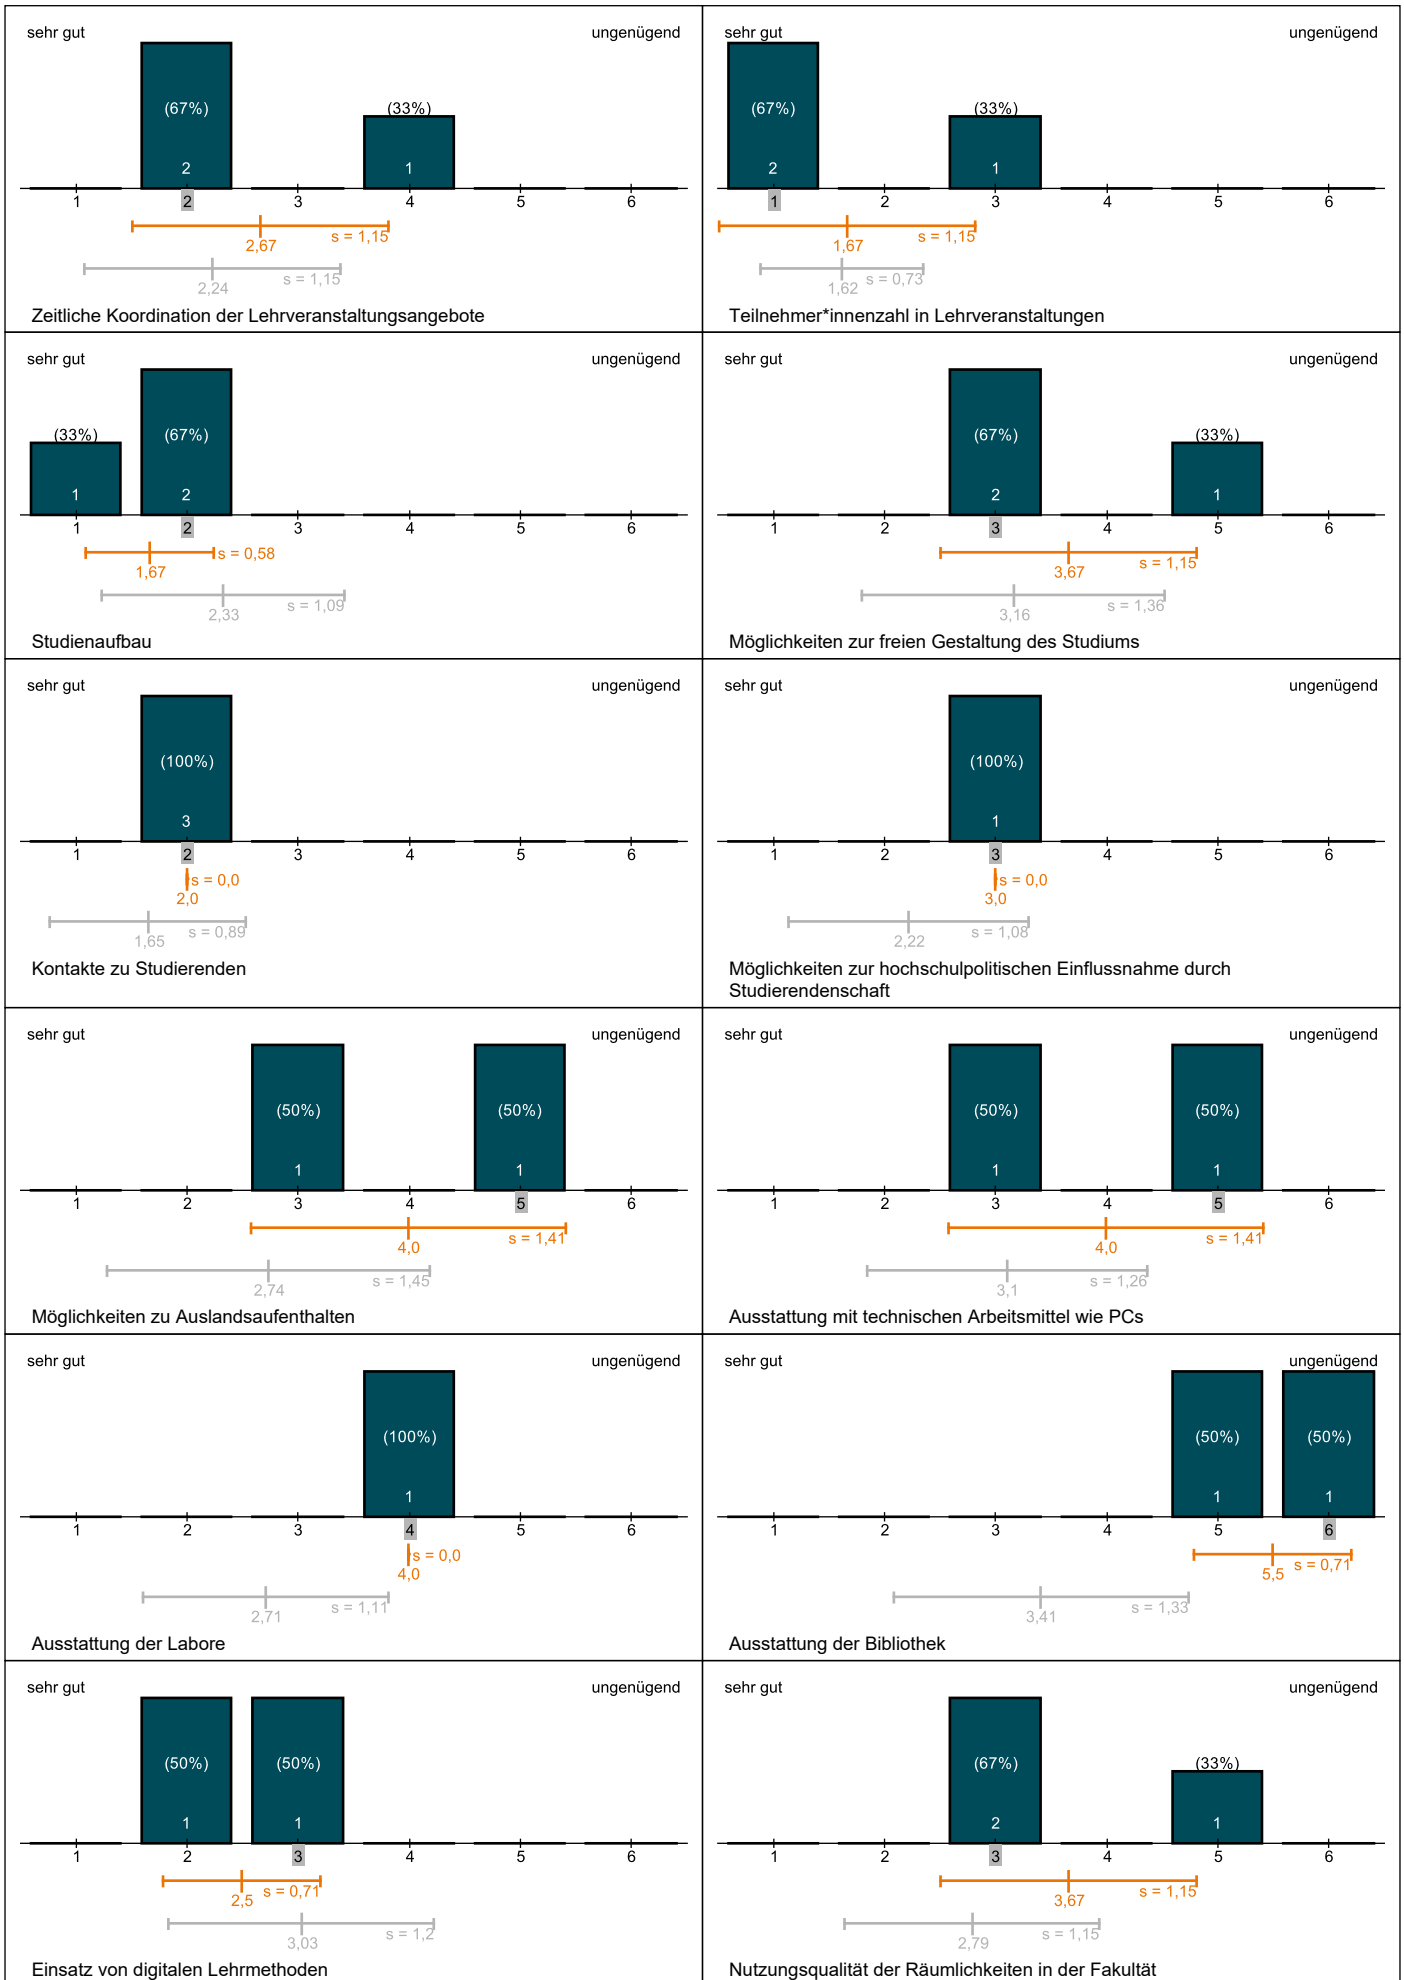 sehr gut ungenügend
(67%) (33%)
2 1
1 2 3 4 5 6
2,67 s = 1,15
2,24 s = 1,15
Zeitliche Koordination der Lehrveranstaltungsangebote
sehr gut ungenügend
(67%) (33%)
2 1
1 2 3 4 5 6
1,67 s = 1,15
1,62 s = 0,73
Teilnehmer*innenzahl in Lehrveranstaltungen
sehr gut ungenügend
(33%) (67%)
1 2
1 2 3 4 5 6
1,67 s = 0,58
2,33 s = 1,09
Studienaufbau
sehr gut ungenügend
(67%) (33%)
2 1
1 2 3 4 5 6
3,67 s = 1,15
3,16 s = 1,36
Möglichkeiten zur freien Gestaltung des Studiums
sehr gut ungenügend
(100%)
3
1 2 3 4 5 6
2,0 s = 0,0
1,65 s = 0,89
Kontakte zu Studierenden
sehr gut ungenügend
(100%)
1
1 2 3 4 5 6
3,0 s = 0,0
2,22 s = 1,08
Möglichkeiten zur hochschulpolitischen Einflussnahme durch
Studierendenschaft
sehr gut ungenügend
(50%) (50%)
1 1
1 2 3 4 5 6
4,0 s = 1,41
2,74 s = 1,45
Möglichkeiten zu Auslandsaufenthalten
sehr gut ungenügend
(50%) (50%)
1 1
1 2 3 4 5 6
4,0 s = 1,41
3,1 s = 1,26
Ausstattung mit technischen Arbeitsmittel wie PCs
sehr gut ungenügend
(100%)
1
1 2 3 4 5 6
4,0 s = 0,0
2,71 s = 1,11
Ausstattung der Labore
sehr gut ungenügend
(50%) (50%)
1 1
1 2 3 4 5 6
5,5 s = 0,71
3,41 s = 1,33
Ausstattung der Bibliothek
sehr gut ungenügend
(50%) (50%)
1 1
1 2 3 4 5 6
2,5 s = 0,71
3,03 s = 1,2
Einsatz von digitalen Lehrmethoden
sehr gut ungenügend
(67%) (33%)
2 1
1 2 3 4 5 6
3,67 s = 1,15
2,79 s = 1,15
Nutzungsqualität der Räumlichkeiten in der Fakultät